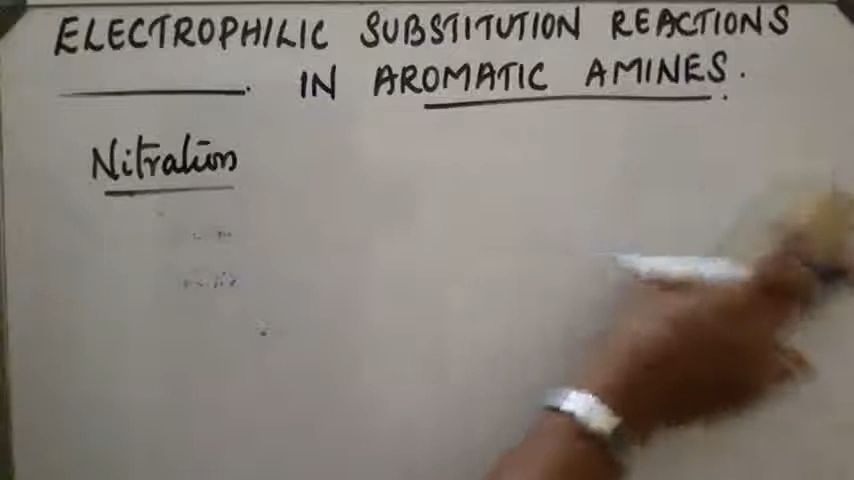 ELECTROPHILIC SUBSTITUTION REACTIONS
IN AROMATIC AMINES.
Nitration